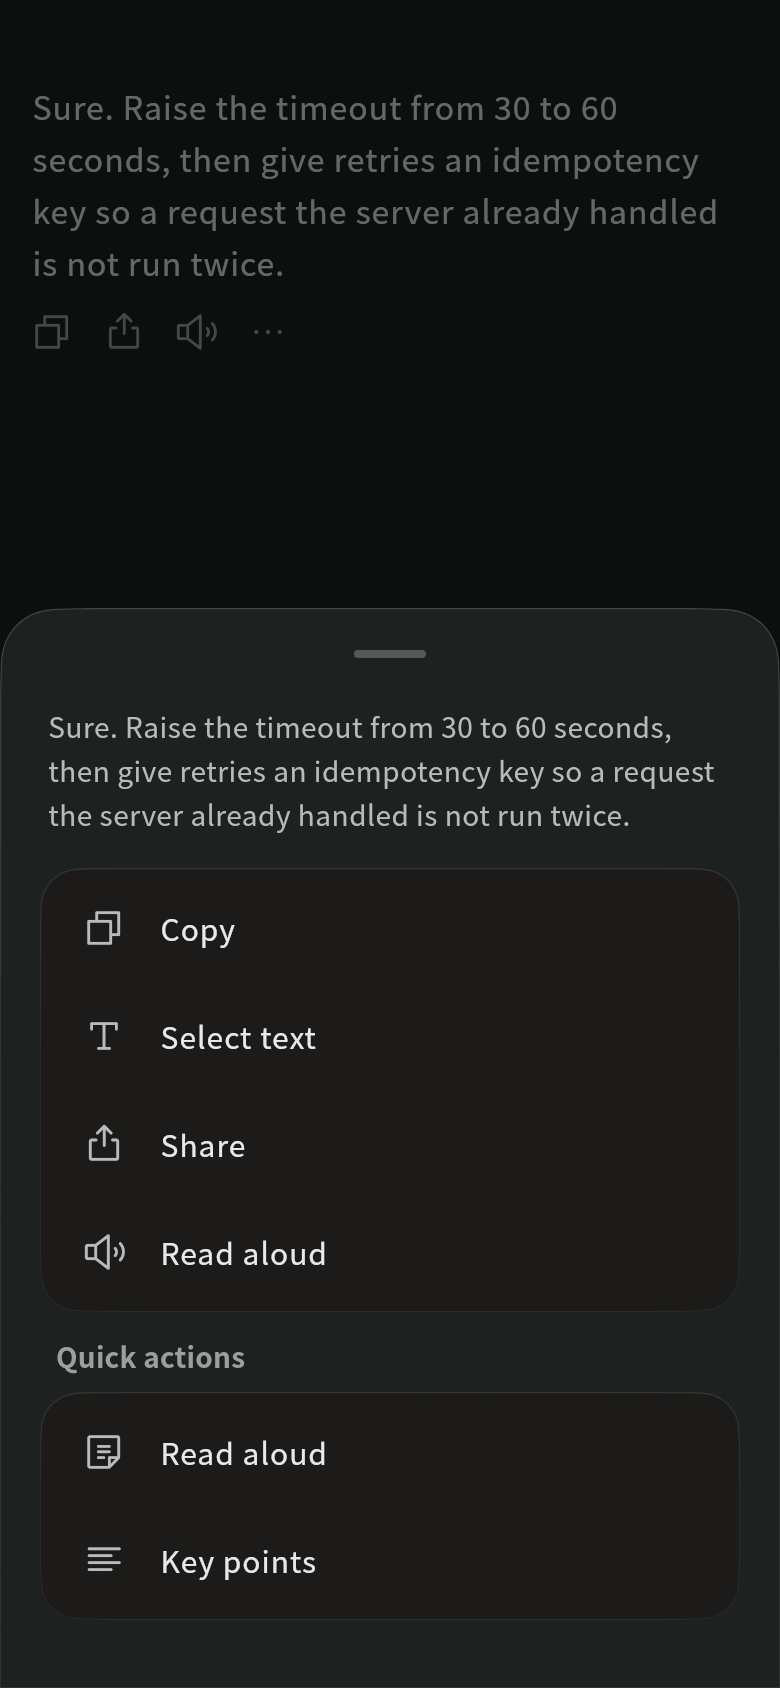 Sure. Raise the timeout from 30 to 60
seconds, then give retries an idempotency
key so a request the server already handled
is not run twice.
Sure. Raise the timeout from 30 to 60 seconds,
then give retries an idempotency key so a request
the server already handled is not run twice.
Copy
Select text
Share
Read aloud
Quick actions
Read aloud
Key points